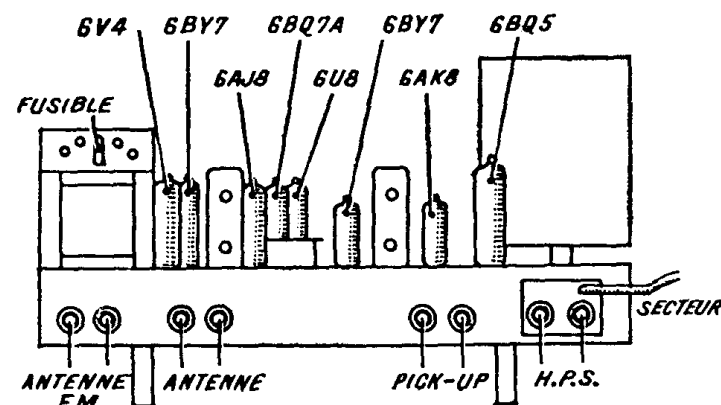 6V4 6BY7 6BQ7A 6BY7 6BQ5
6AJ8 6U8 6AK8
FUSIBLE
SECTEUR
ANTENNE ANTENNE PICK-UP H.P.S.
F.M.